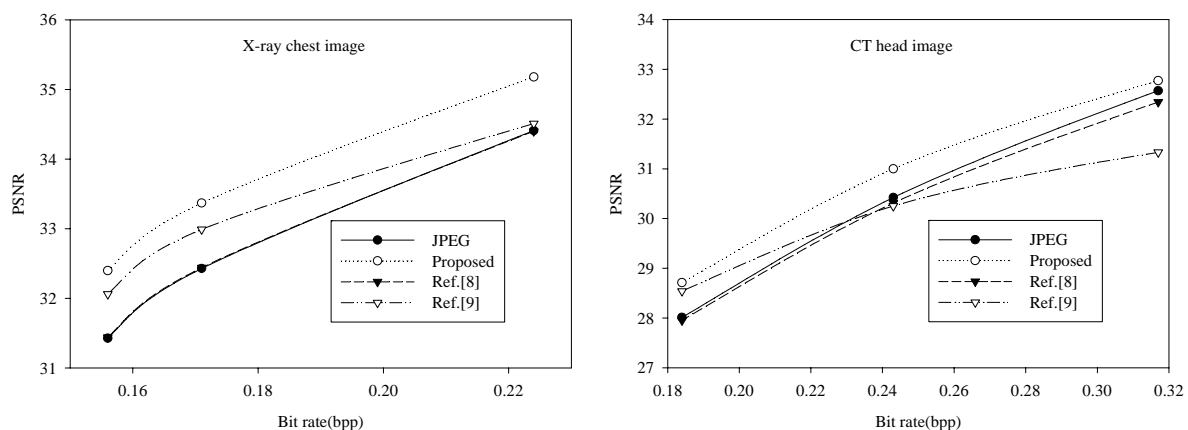 X-ray chest image
PSNR
36
35
34
33
32
31
0.16 0.18 0.20 0.22
Bit rate(bpp)
JPEG
Proposed
Ref.[8]
Ref.[9]
CT head image
PSNR
34
33
32
31
30
29
28
27
0.18 0.20 0.22 0.24 0.26 0.28 0.30 0.32
Bit rate(bpp)
JPEG
Proposed
Ref.[8]
Ref.[9]